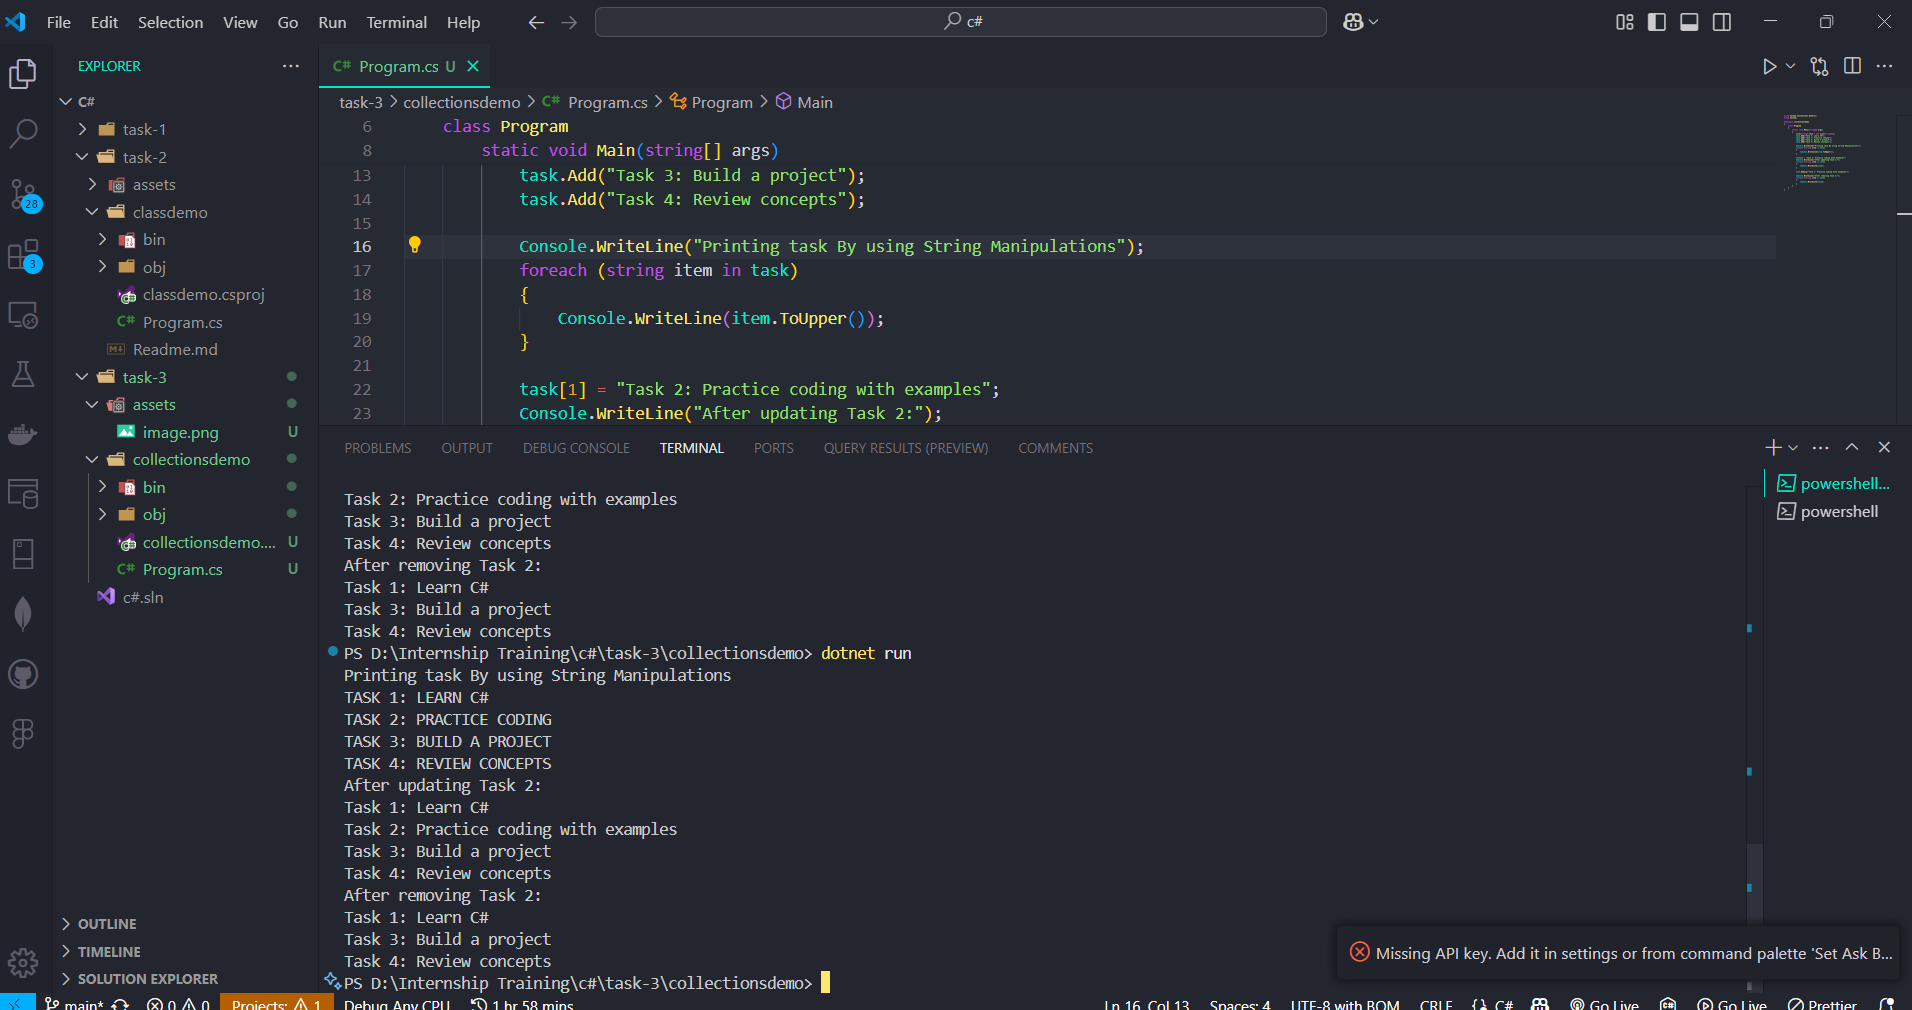 File Edit Selection View Go Run Terminal Help
c#
EXPLORER
C#
task-1
task-2
assets
classdemo
bin
obj
classdemo.csproj
C# Program.cs
Readme.md
task-3
assets
image.png U
collectionsdemo
bin
obj
collectionsdemo.... U
C# Program.cs U
c#.sln
OUTLINE
TIMELINE
SOLUTION EXPLORER
28
3
C# Program.cs U
task-3 > collectionsdemo > C# Program.cs > Program > Main
6 class Program
8 static void Main(string[] args)
13 task.Add("Task 3: Build a project");
14 task.Add("Task 4: Review concepts");
15
16 Console.WriteLine("Printing task By using String Manipulations");
17 foreach (string item in task)
18 {
19 Console.WriteLine(item.ToUpper());
20 }
21
22 task[1] = "Task 2: Practice coding with examples";
23 Console.WriteLine("After updating Task 2:");
PROBLEMS OUTPUT DEBUG CONSOLE TERMINAL PORTS QUERY RESULTS (PREVIEW) COMMENTS
powershell...
powershell
Task 2: Practice coding with examples
Task 3: Build a project
Task 4: Review concepts
After removing Task 2:
Task 1: Learn C#
Task 3: Build a project
Task 4: Review concepts
PS D:\Internship Training\c#\task-3\collectionsdemo> dotnet run
Printing task By using String Manipulations
TASK 1: LEARN C#
TASK 2: PRACTICE CODING
TASK 3: BUILD A PROJECT
TASK 4: REVIEW CONCEPTS
After updating Task 2:
Task 1: Learn C#
Task 2: Practice coding with examples
Task 3: Build a project
Task 4: Review concepts
After removing Task 2:
Task 1: Learn C#
Task 3: Build a project
Task 4: Review concepts
PS D:\Internship Training\c#\task-3\collectionsdemo>
Missing API key. Add it in settings or from command palette 'Set Ask B...
main* 0 0 Projects: 1 Debug Any CPU 1 hr 58 mins Ln 16, Col 13 Spaces: 4 UTF-8 with BOM CRLF {} C# Go Live Go Live Prettier